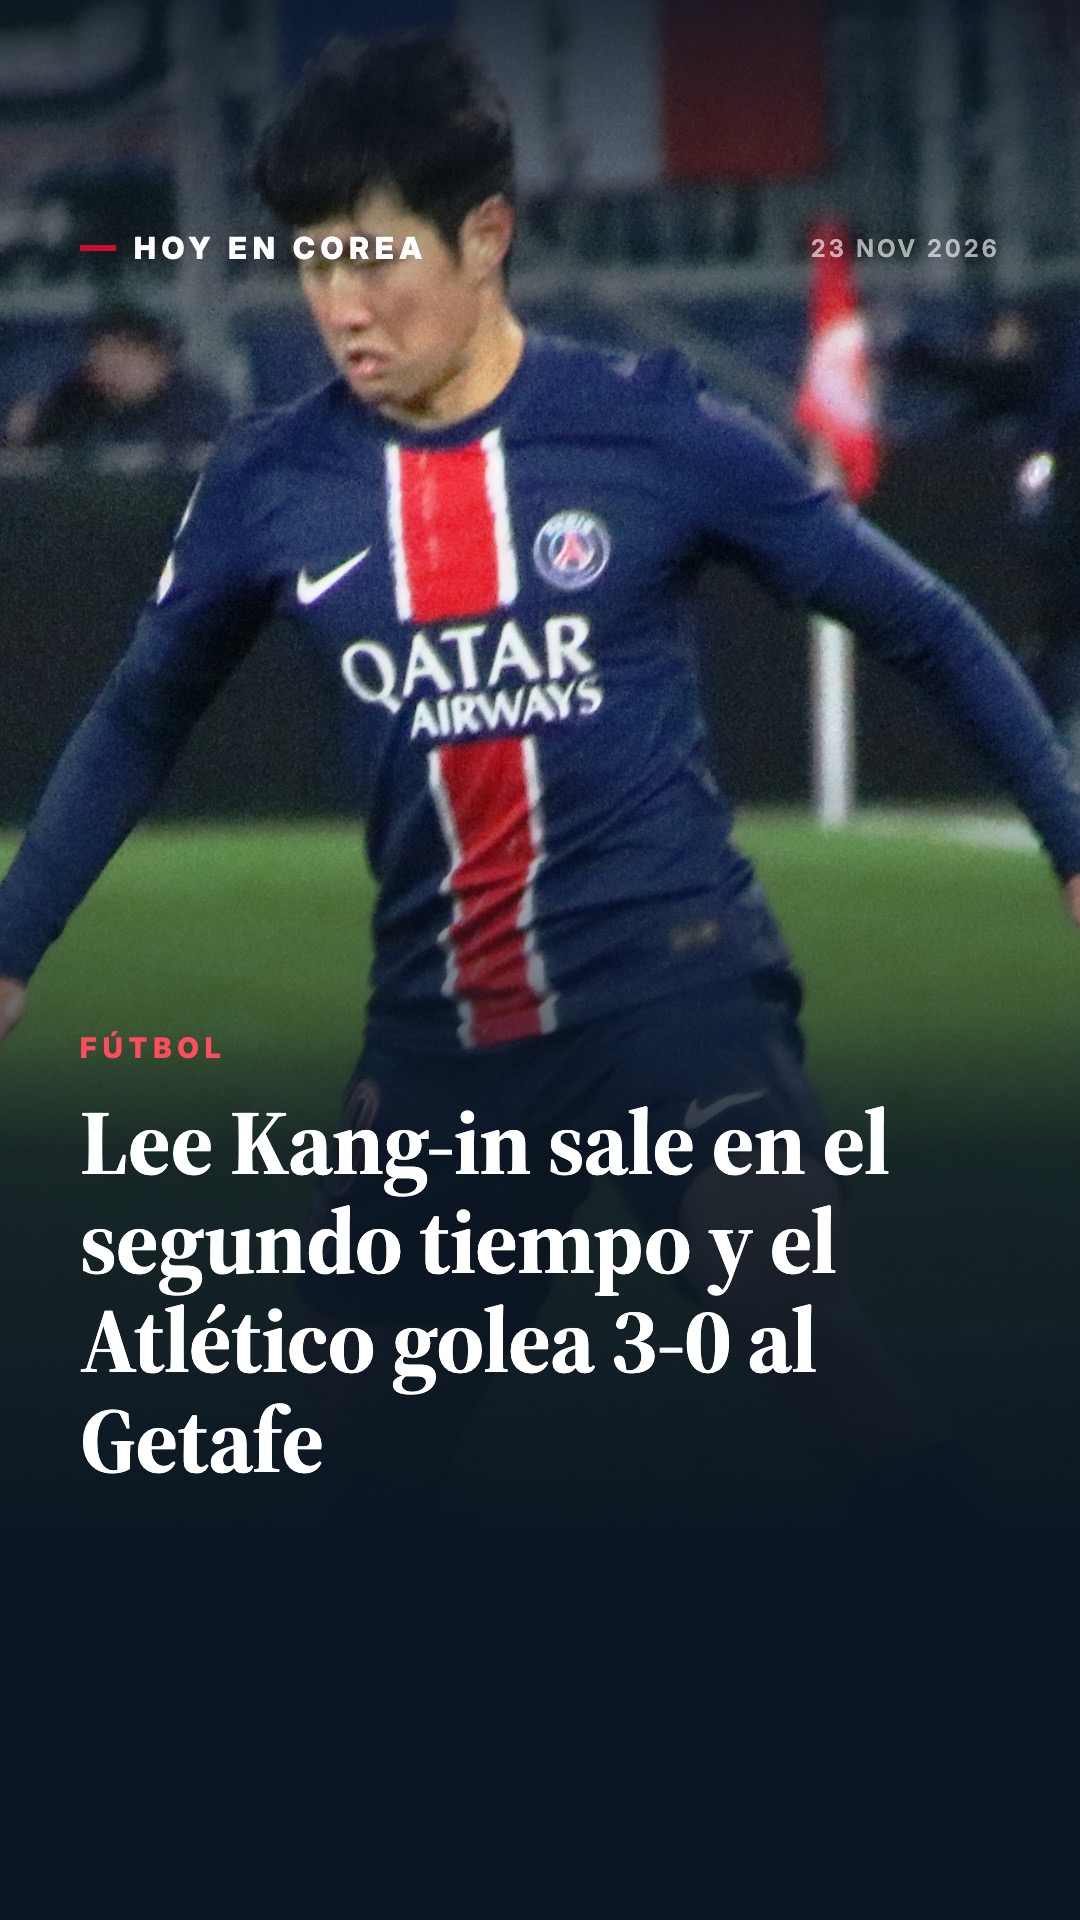 HOY EN COREA
23 NOV 2026
QATAR
AIRWAYS
FÚTBOL
Lee Kang-in sale en el
segundo tiempo y el
Atlético golea 3-0 al
Getafe